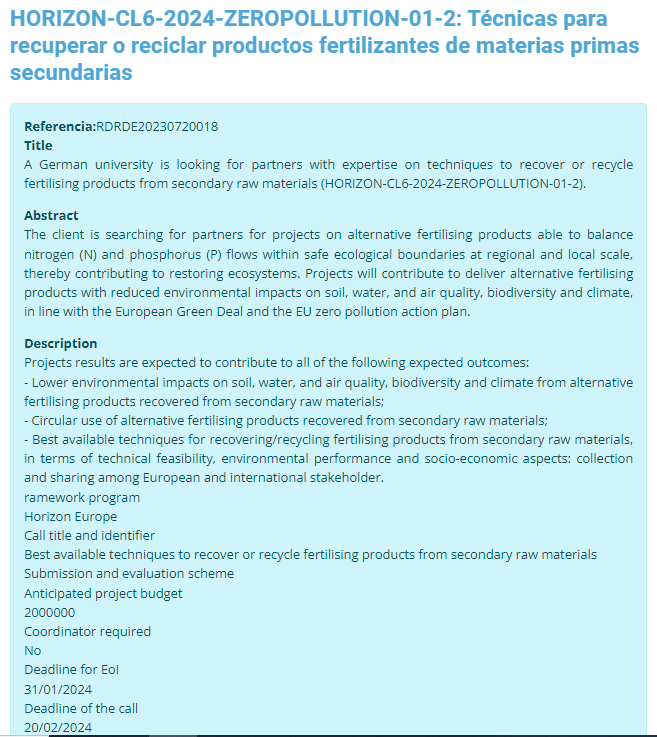 HORIZON-CL6-2024-ZEROPOLLUTION-01-2: Técnicas para
recuperar o reciclar productos fertilizantes de materias primas
secundarias
Referencia:RDRDE20230720018
Title
A German university is looking for partners with expertise on techniques to recover or recycle
fertilising products from secondary raw materials (HORIZON-CL6-2024-ZEROPOLLUTION-01-2).
Abstract
The client is searching for partners for projects on alternative fertilising products able to balance
nitrogen (N) and phosphorus (P) flows within safe ecological boundaries at regional and local scale,
thereby contributing to restoring ecosystems. Projects will contribute to deliver alternative fertilising
products with reduced environmental impacts on soil, water, and air quality, biodiversity and climate,
in line with the European Green Deal and the EU zero pollution action plan.
Description
Projects results are expected to contribute to all of the following expected outcomes:
- Lower environmental impacts on soil, water, and air quality, biodiversity and climate from alternative
fertilising products recovered from secondary raw materials;
- Circular use of alternative fertilising products recovered from secondary raw materials;
- Best available techniques for recovering/recycling fertilising products from secondary raw materials,
in terms of technical feasibility, environmental performance and socio-economic aspects: collection
and sharing among European and international stakeholder.
ramework program
Horizon Europe
Call title and identifier
Best available techniques to recover or recycle fertilising products from secondary raw materials
Submission and evaluation scheme
Anticipated project budget
2000000
Coordinator required
No
Deadline for EoI
31/01/2024
Deadline of the call
20/02/2024